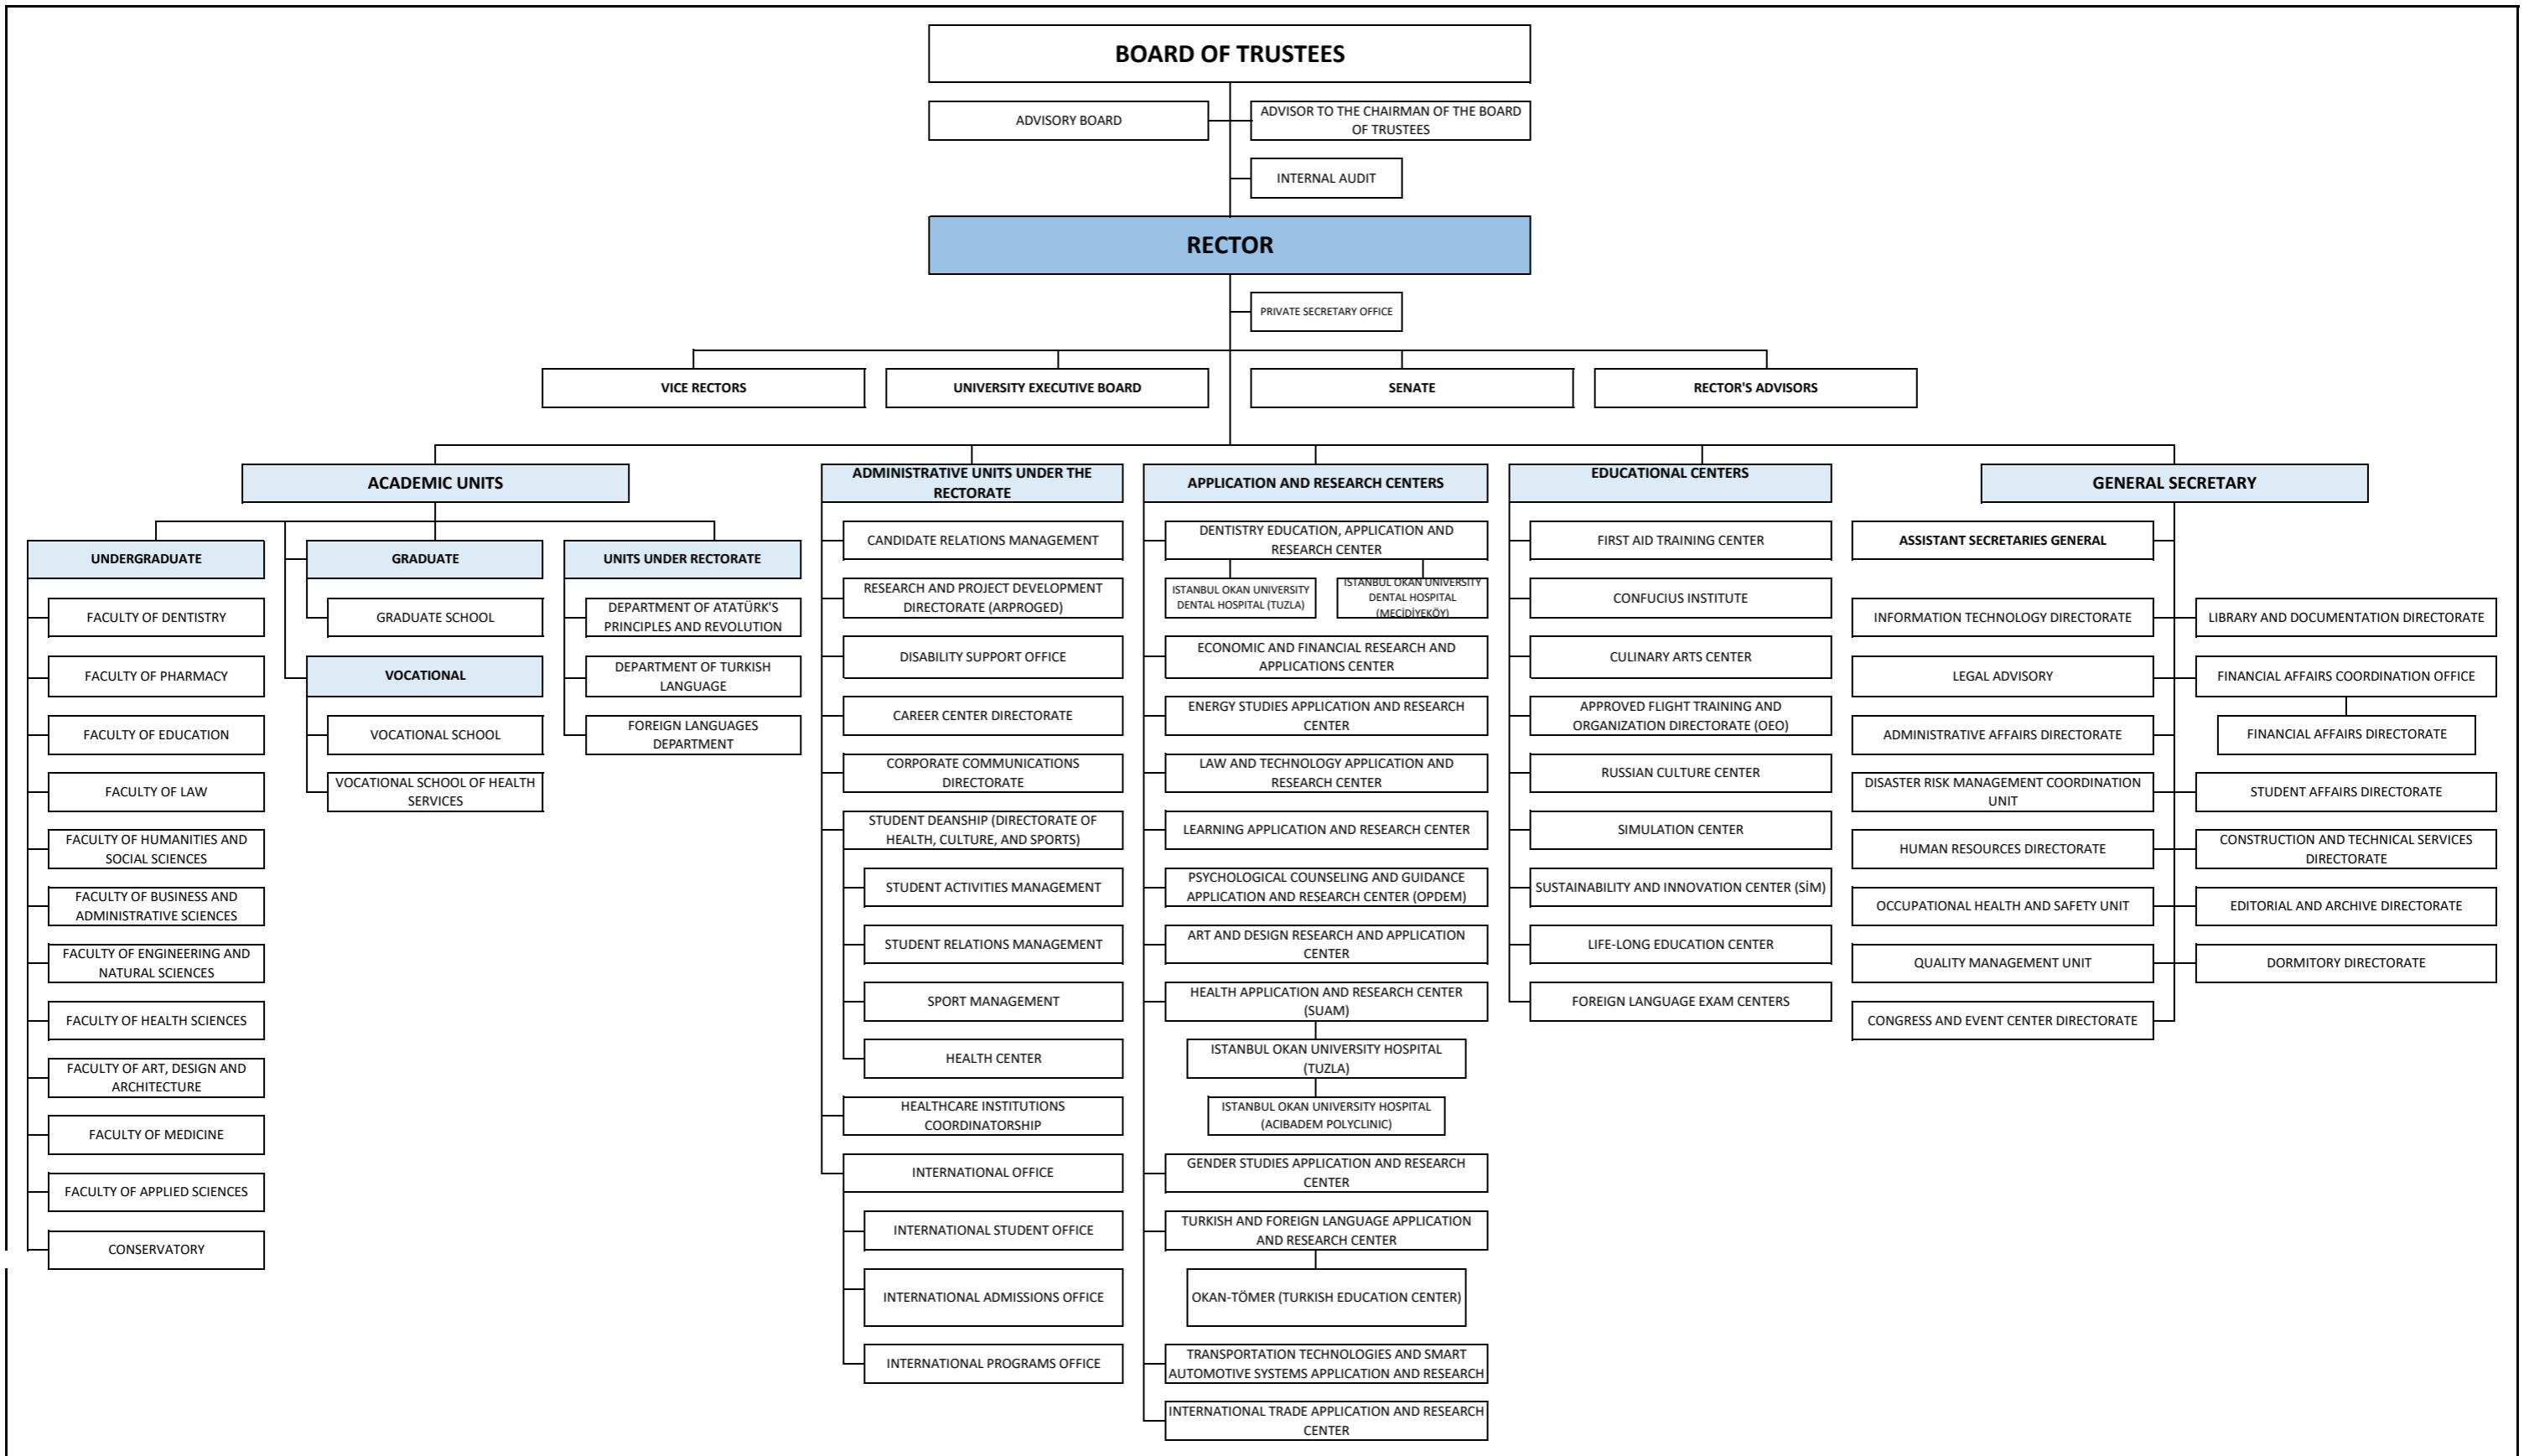 BOARD OF TRUSTEES
ADVISORY BOARD
ADVISOR TO THE CHAIRMAN OF THE BOARD
OF TRUSTEES
INTERNAL AUDIT
RECTOR
PRIVATE SECRETARY OFFICE
VICE RECTORS
UNIVERSITY EXECUTIVE BOARD
SENATE
RECTOR'S ADVISORS
ACADEMIC UNITS
UNDERGRADUATE
FACULTY OF DENTISTRY
FACULTY OF PHARMACY
FACULTY OF EDUCATION
FACULTY OF LAW
FACULTY OF HUMANITIES AND
SOCIAL SCIENCES
FACULTY OF BUSINESS AND
ADMINISTRATIVE SCIENCES
FACULTY OF ENGINEERING AND
NATURAL SCIENCES
FACULTY OF HEALTH SCIENCES
FACULTY OF ART, DESIGN AND
ARCHITECTURE
FACULTY OF MEDICINE
FACULTY OF APPLIED SCIENCES
CONSERVATORY
GRADUATE
GRADUATE SCHOOL
VOCATIONAL
VOCATIONAL SCHOOL
VOCATIONAL SCHOOL OF HEALTH
SERVICES
UNITS UNDER RECTORATE
DEPARTMENT OF ATATÜRK'S
PRINCIPLES AND REVOLUTION
DEPARTMENT OF TURKISH
LANGUAGE
FOREIGN LANGUAGES
DEPARTMENT
ADMINISTRATIVE UNITS UNDER THE
RECTORATE
CANDIDATE RELATIONS MANAGEMENT
RESEARCH AND PROJECT DEVELOPMENT
DIRECTORATE (ARPROGED)
DISABILITY SUPPORT OFFICE
CAREER CENTER DIRECTORATE
CORPORATE COMMUNICATIONS
DIRECTORATE
STUDENT DEANSHIP (DIRECTORATE OF
HEALTH, CULTURE, AND SPORTS)
STUDENT ACTIVITIES MANAGEMENT
STUDENT RELATIONS MANAGEMENT
SPORT MANAGEMENT
HEALTH CENTER
HEALTHCARE INSTITUTIONS
COORDINATORSHIP
INTERNATIONAL OFFICE
INTERNATIONAL STUDENT OFFICE
INTERNATIONAL ADMISSIONS OFFICE
INTERNATIONAL PROGRAMS OFFICE
APPLICATION AND RESEARCH CENTERS
DENTISTRY EDUCATION, APPLICATION AND
RESEARCH CENTER
ISTANBUL OKAN UNIVERSITY
DENTAL HOSPITAL (TUZLA)
ISTANBUL OKAN UNIVERSITY
DENTAL HOSPITAL
(MECİDİYEKÖY)
ECONOMIC AND FINANCIAL RESEARCH AND
APPLICATIONS CENTER
ENERGY STUDIES APPLICATION AND RESEARCH
CENTER
LAW AND TECHNOLOGY APPLICATION AND
RESEARCH CENTER
LEARNING APPLICATION AND RESEARCH CENTER
PSYCHOLOGICAL COUNSELING AND GUIDANCE
APPLICATION AND RESEARCH CENTER (OPDEM)
ART AND DESIGN RESEARCH AND APPLICATION
CENTER
HEALTH APPLICATION AND RESEARCH CENTER
(SUAM)
ISTANBUL OKAN UNIVERSITY HOSPITAL
(TUZLA)
ISTANBUL OKAN UNIVERSITY HOSPITAL
(ACIBADEM POLYCLINIC)
GENDER STUDIES APPLICATION AND RESEARCH
CENTER
TURKISH AND FOREIGN LANGUAGE APPLICATION
AND RESEARCH CENTER
OKAN-TÖMER (TURKISH EDUCATION CENTER)
TRANSPORTATION TECHNOLOGIES AND SMART
AUTOMOTIVE SYSTEMS APPLICATION AND RESEARCH
INTERNATIONAL TRADE APPLICATION AND RESEARCH
CENTER
EDUCATIONAL CENTERS
FIRST AID TRAINING CENTER
CONFUCIUS INSTITUTE
CULINARY ARTS CENTER
APPROVED FLIGHT TRAINING AND
ORGANIZATION DIRECTORATE (OEO)
RUSSIAN CULTURE CENTER
SIMULATION CENTER
SUSTAINABILITY AND INNOVATION CENTER (SİM)
LIFE-LONG EDUCATION CENTER
FOREIGN LANGUAGE EXAM CENTERS
GENERAL SECRETARY
ASSISTANT SECRETARIES GENERAL
INFORMATION TECHNOLOGY DIRECTORATE
LEGAL ADVISORY
ADMINISTRATIVE AFFAIRS DIRECTORATE
DISASTER RISK MANAGEMENT COORDINATION
UNIT
HUMAN RESOURCES DIRECTORATE
OCCUPATIONAL HEALTH AND SAFETY UNIT
QUALITY MANAGEMENT UNIT
CONGRESS AND EVENT CENTER DIRECTORATE
LIBRARY AND DOCUMENTATION DIRECTORATE
FINANCIAL AFFAIRS COORDINATION OFFICE
FINANCIAL AFFAIRS DIRECTORATE
STUDENT AFFAIRS DIRECTORATE
CONSTRUCTION AND TECHNICAL SERVICES
DIRECTORATE
EDITORIAL AND ARCHIVE DIRECTORATE
DORMITORY DIRECTORATE